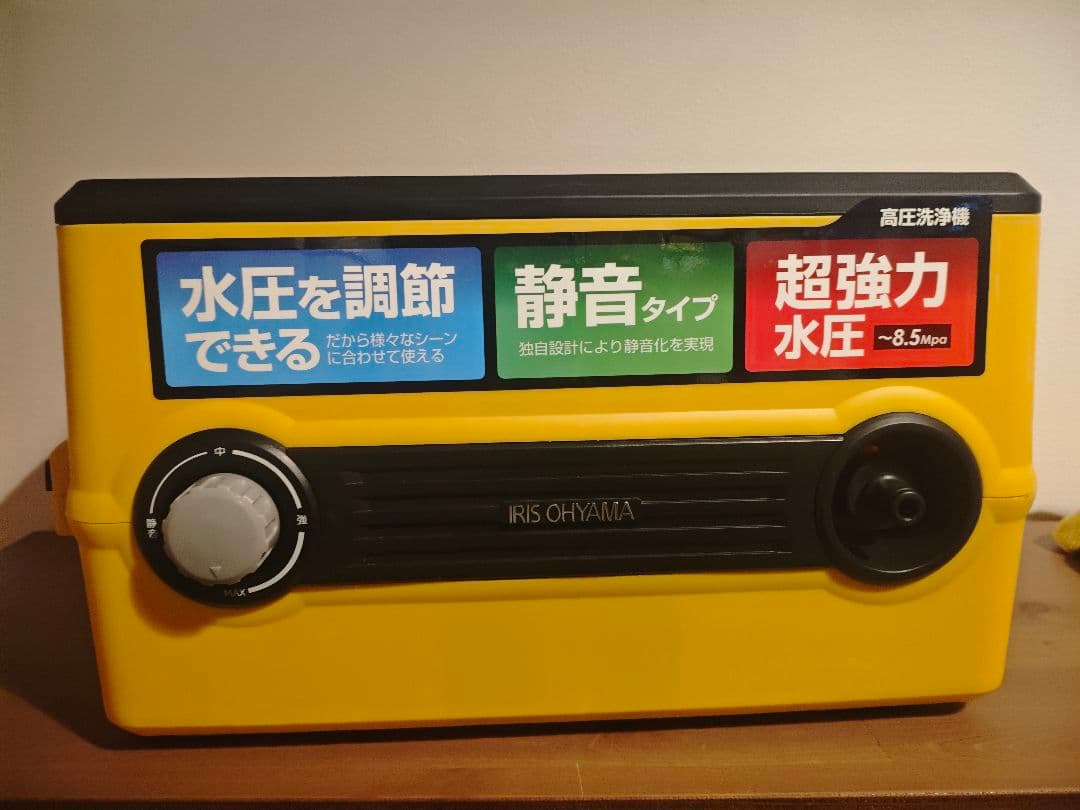 高圧洗浄機
水圧を調節
できる
だから様々なシーン
に合わせて使える
静音タイプ
独自設計により静音化を実現
超強力
水圧
～8.5Mpa
中
静音
強
MAX
IRIS OHYAMA